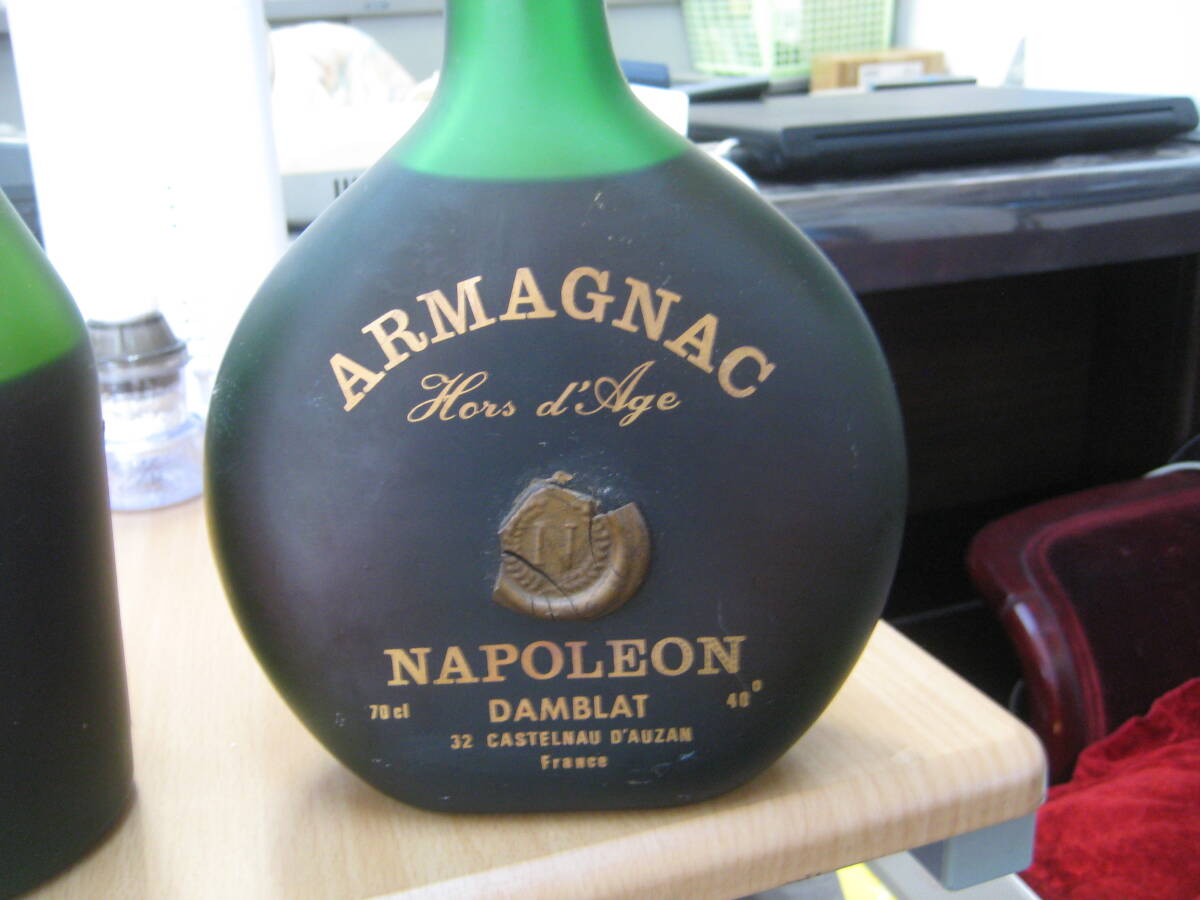 ARMAGNAC
Hors d'Age
N
NAPOLEON
70 cl DAMBLAT 40°
32 CASTELNAU D'AUZAN
France